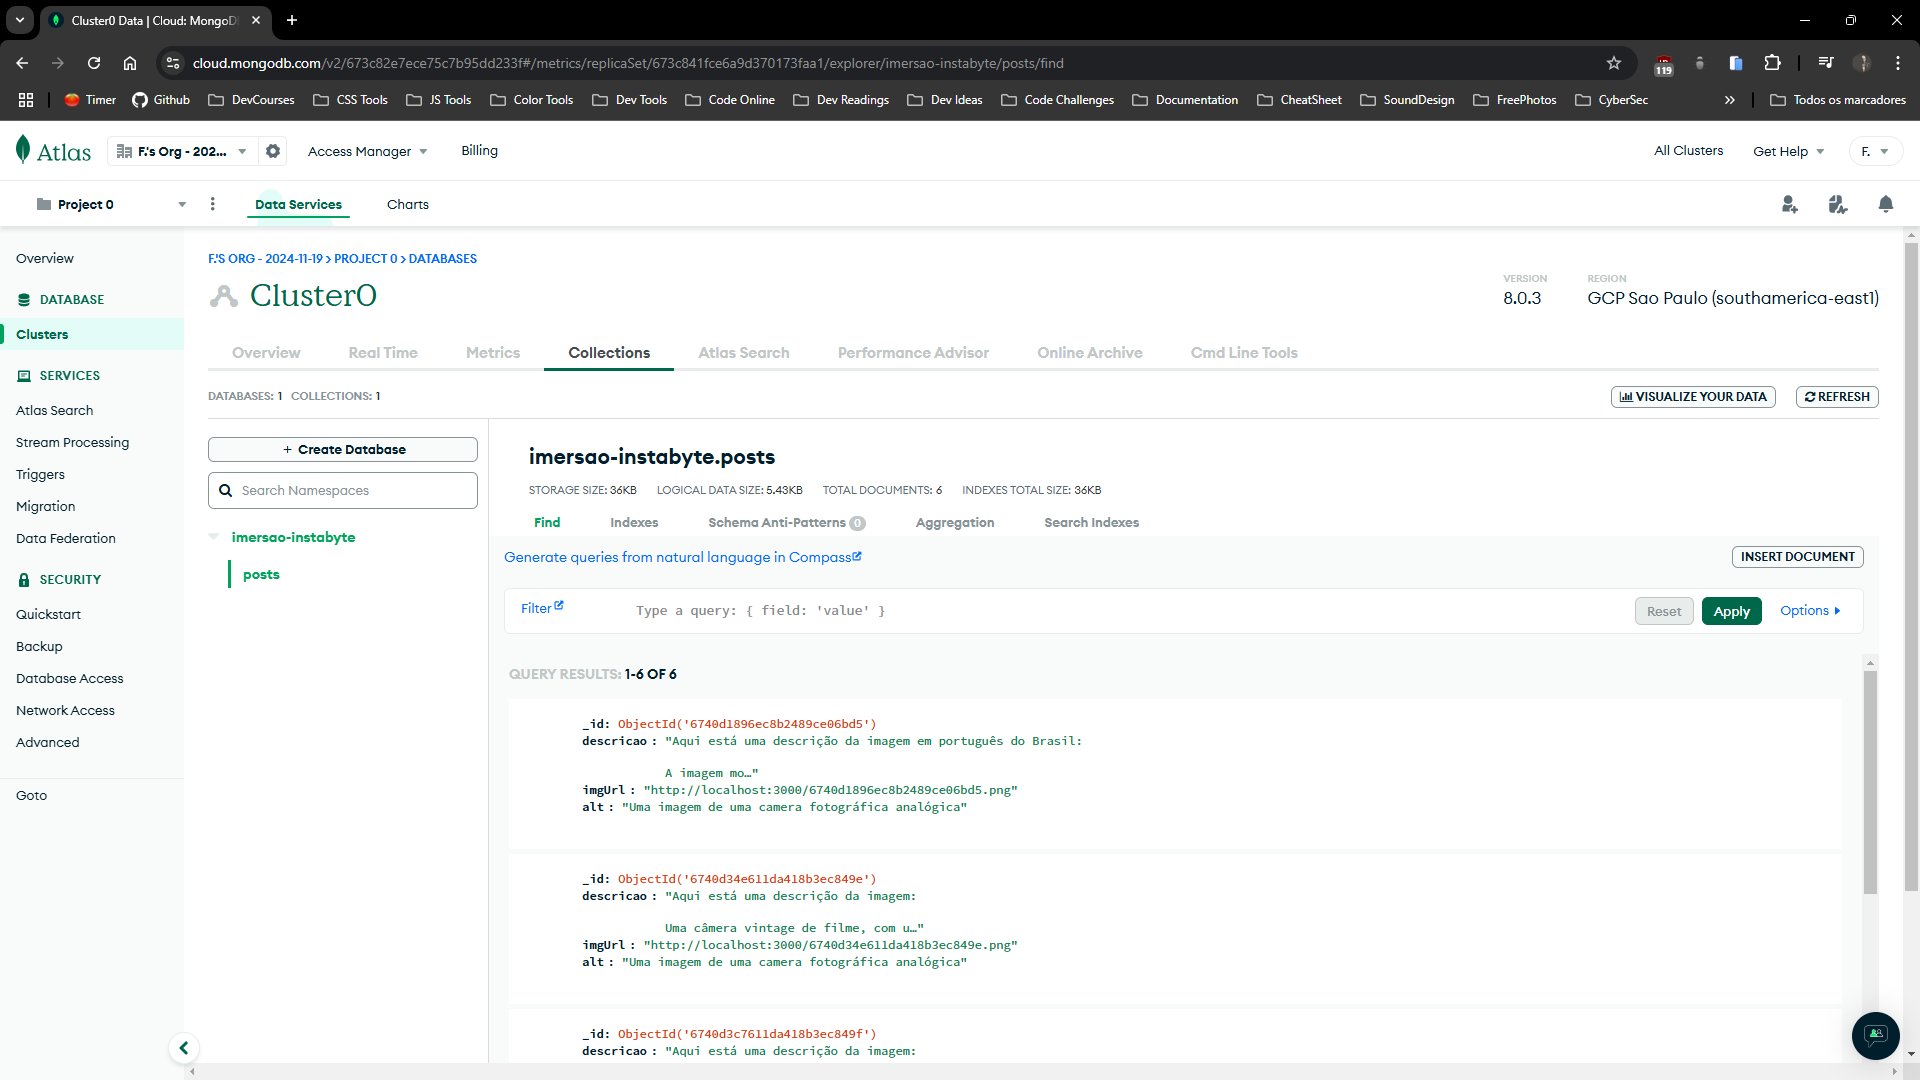 Cluster0 Data | Cloud: MongoD
cloud.mongodb.com/v2/673c82e7ece75c7b95dd233f#/metrics/replicaSet/673c841fce6a9d370173faa1/explorer/imersao-instabyte/posts/find
119
Timer Github DevCourses CSS Tools JS Tools Color Tools Dev Tools Code Online Dev Readings Dev Ideas Code Challenges Documentation CheatSheet SoundDesign FreePhotos CyberSec » Todos os marcadores
Atlas F.'s Org - 202... Access Manager Billing All Clusters Get Help F.
Project 0 Data Services Charts
Overview
DATABASE
Clusters
SERVICES
Atlas Search
Stream Processing
Triggers
Migration
Data Federation
SECURITY
Quickstart
Backup
Database Access
Network Access
Advanced
Goto
F.'S ORG - 2024-11-19 > PROJECT 0 > DATABASES
Cluster0
VERSION
8.0.3
REGION
GCP Sao Paulo (southamerica-east1)
Overview Real Time Metrics Collections Atlas Search Performance Advisor Online Archive Cmd Line Tools
DATABASES: 1 COLLECTIONS: 1
VISUALIZE YOUR DATA REFRESH
+ Create Database
Search Namespaces
imersao-instabyte
posts
imersao-instabyte.posts
STORAGE SIZE: 36KB LOGICAL DATA SIZE: 5.43KB TOTAL DOCUMENTS: 6 INDEXES TOTAL SIZE: 36KB
Find Indexes Schema Anti-Patterns 0 Aggregation Search Indexes
Generate queries from natural language in Compass
INSERT DOCUMENT
Filter Type a query: { field: 'value' } Reset Apply Options
QUERY RESULTS: 1-6 OF 6
_id: ObjectId('6740d1896ec8b2489ce06bd5')
descricao : "Aqui está uma descrição da imagem em português do Brasil:
A imagem mo…"
imgUrl : "http://localhost:3000/6740d1896ec8b2489ce06bd5.png"
alt : "Uma imagem de uma camera fotográfica analógica"
_id: ObjectId('6740d34e611da418b3ec849e')
descricao : "Aqui está uma descrição da imagem:
Uma câmera vintage de filme, com u…"
imgUrl : "http://localhost:3000/6740d34e611da418b3ec849e.png"
alt : "Uma imagem de uma camera fotográfica analógica"
_id: ObjectId('6740d3c7611da418b3ec849f')
descricao : "Aqui está uma descrição da imagem: